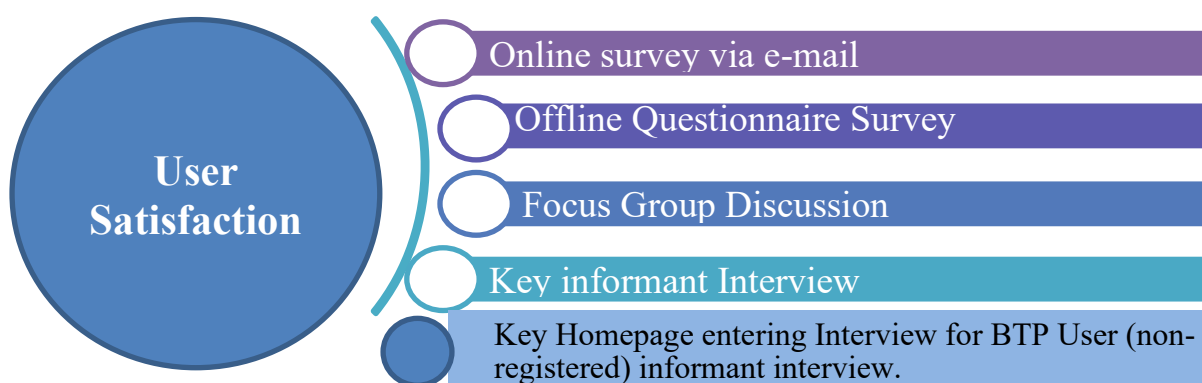 User
Satisfaction
Online survey via e-mail
Offline Questionnaire Survey
Focus Group Discussion
Key informant Interview
Key Homepage entering Interview for BTP User (non-
registered) informant interview.